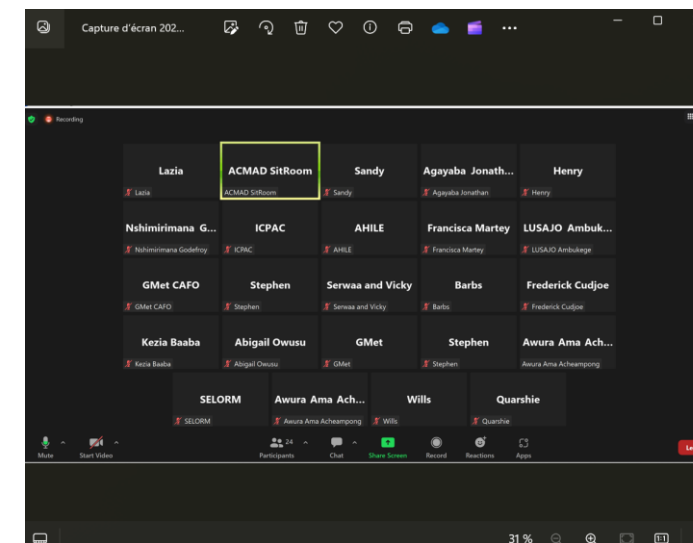 Capture d'écran 202...
Recording
Lazia
ACMAD SitRoom
Sandy
Agayaba Jonath...
Henry
Lazia
ACMAD SitRoom
Sandy
Agayaba Jonathan
Henry
Nshimirimana G...
ICPAC
AHILE
Francisca Martey
LUSAJO Ambuk...
Nshimirimana Godefroy
ICPAC
AHILE
Francisca Martey
LUSAJO Ambukege
GMet CAFO
Stephen
Serwaa and Vicky
Barbs
Frederick Cudjoe
GMet CAFO
Stephen
Serwaa and Vicky
Barbs
Frederick Cudjoe
Kezia Baaba
Abigail Owusu
GMet
Stephen
Awura Ama Ach...
Kezia Baaba
Abigail Owusu
GMet
Stephen
Awura Ama Acheampong
SELORM
Awura Ama Ach...
Wills
Quarshie
SELORM
Awura Ama Acheampong
Wills
Quarshie
24
Mute
Start Video
Participants
Chat
Share Screen
Record
Reactions
Apps
Le
31 %
1:1